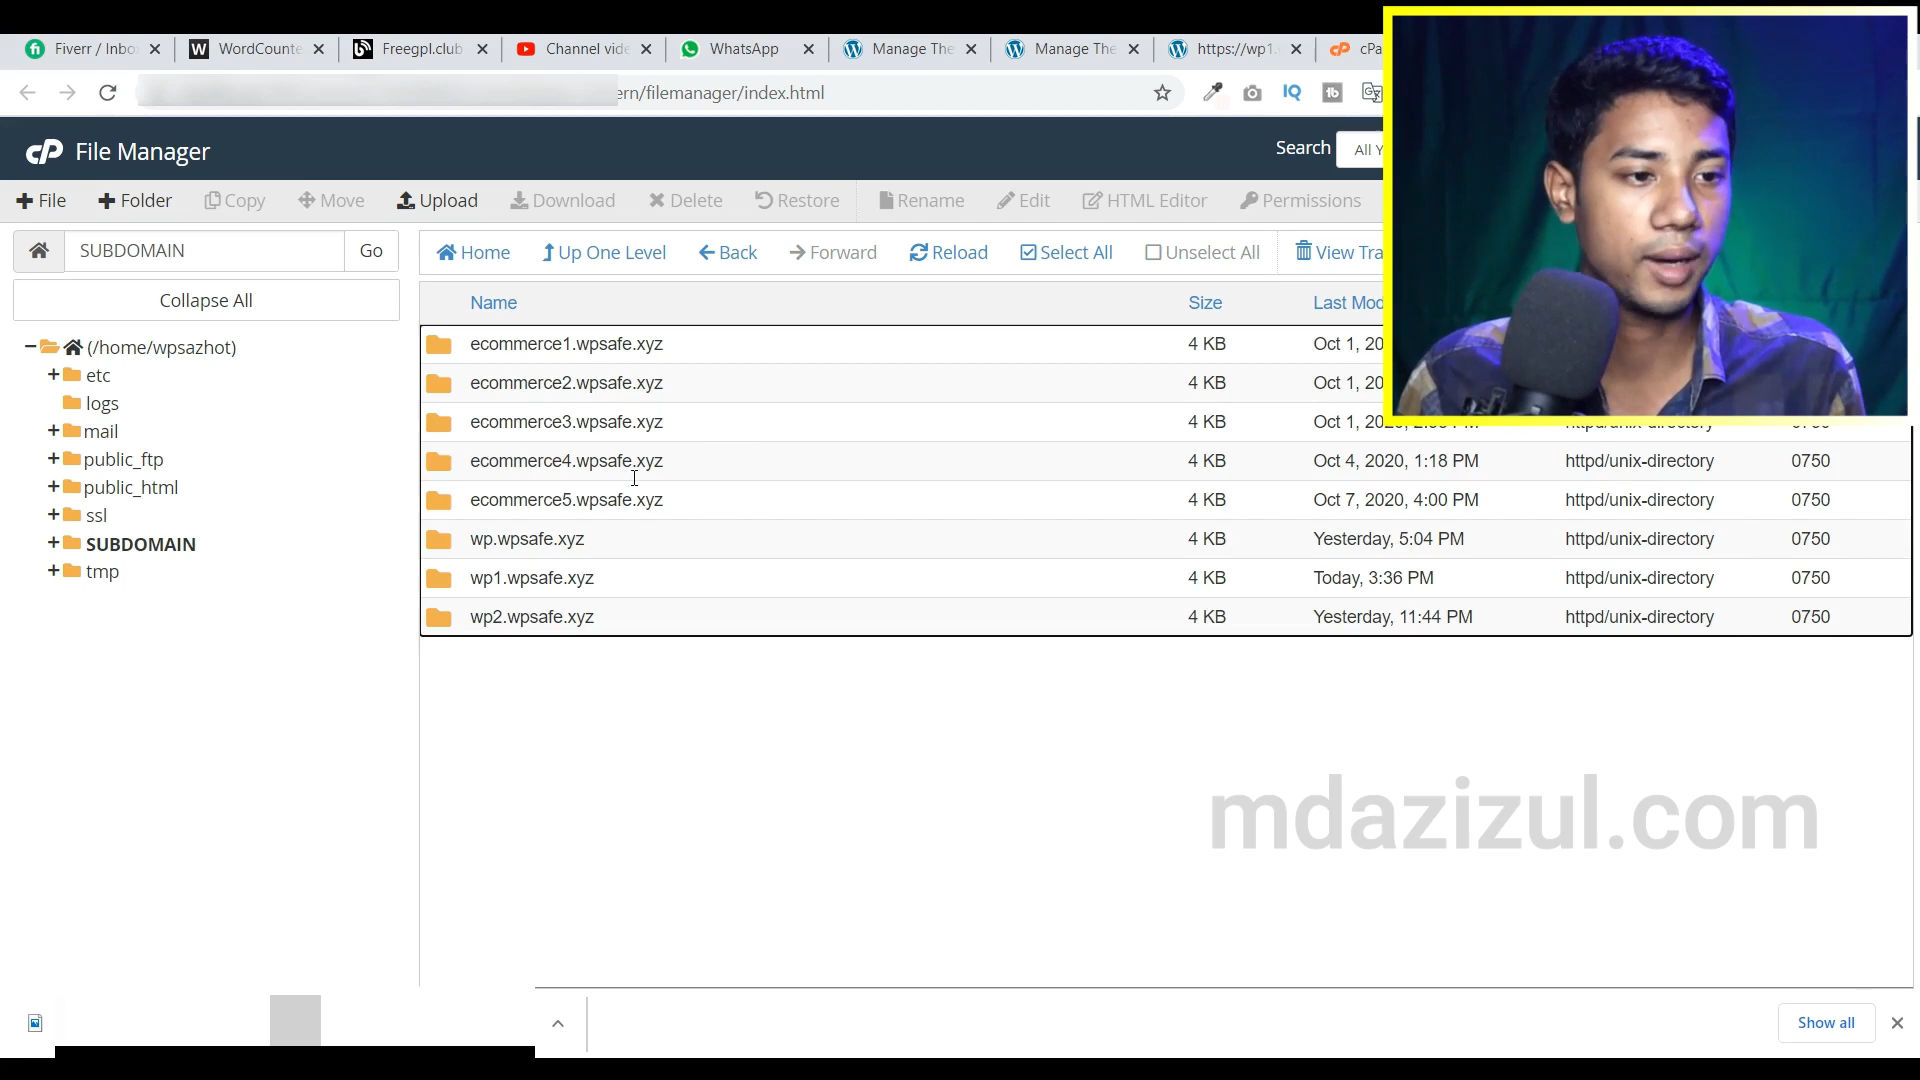 Fiverr / Inbo
WordCounte
Freegpl.club
Channel vide
WhatsApp
Manage The
Manage The
https://wp1.
cPa
ern/filemanager/index.html
cP File Manager
Search
All Y
File
Folder
Copy
Move
Upload
Download
Delete
Restore
Rename
Edit
HTML Editor
Permissions
SUBDOMAIN
Go
Home
Up One Level
Back
Forward
Reload
Select All
Unselect All
View Tra
Collapse All
(/home/wpsazhot)
etc
logs
mail
public_ftp
public_html
ssl
SUBDOMAIN
tmp
Name Size Last Mod
ecommerce1.wpsafe.xyz 4 KB Oct 1, 20
ecommerce2.wpsafe.xyz 4 KB Oct 1, 20
ecommerce3.wpsafe.xyz 4 KB Oct 1, 20
ecommerce4.wpsafe.xyz 4 KB Oct 4, 2020, 1:18 PM httpd/unix-directory 0750
ecommerce5.wpsafe.xyz 4 KB Oct 7, 2020, 4:00 PM httpd/unix-directory 0750
wp.wpsafe.xyz 4 KB Yesterday, 5:04 PM httpd/unix-directory 0750
wp1.wpsafe.xyz 4 KB Today, 3:36 PM httpd/unix-directory 0750
wp2.wpsafe.xyz 4 KB Yesterday, 11:44 PM httpd/unix-directory 0750
mdazizul.com
Show all